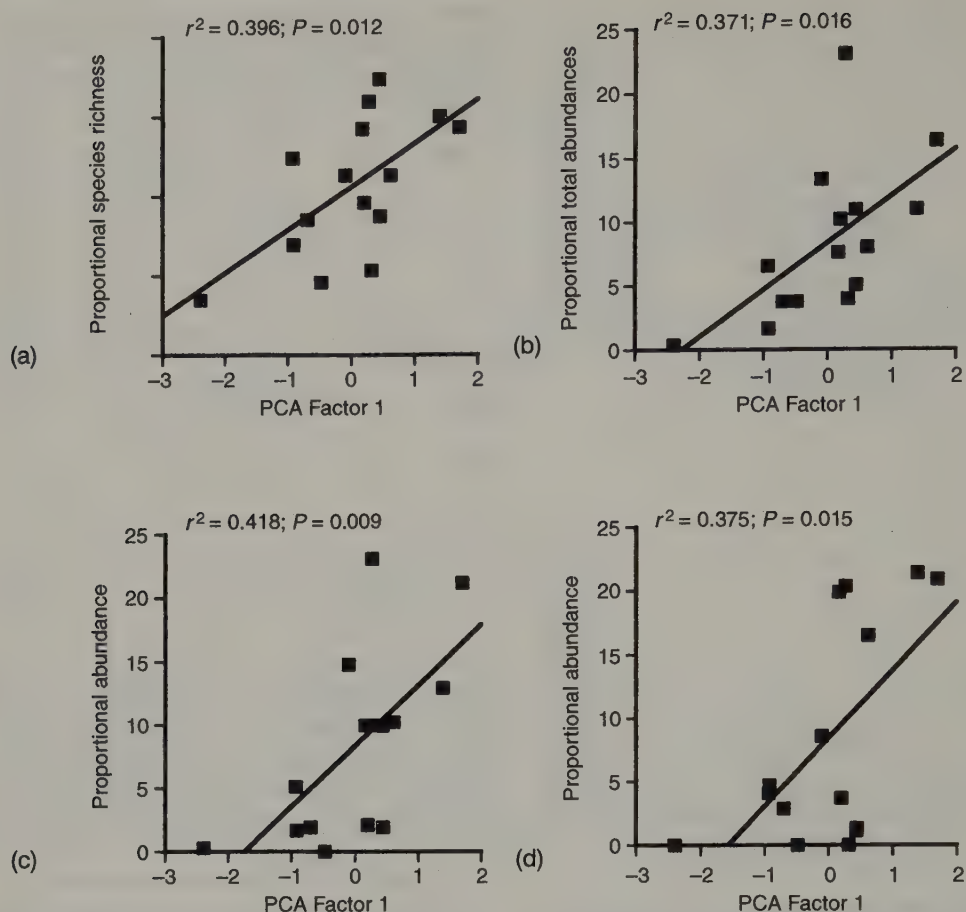 r² = 0.396; P = 0.012
Proportional species richness
−3 −2 −1 0 1 2
PCA Factor 1
(a)
r² = 0.371; P = 0.016
Proportional total abundances
25
20
15
10
5
0
−3 −2 −1 0 1 2
PCA Factor 1
(b)
r² = 0.418; P = 0.009
Proportional abundance
25
20
15
10
5
0
−3 −2 −1 0 1 2
PCA Factor 1
(c)
r² = 0.375; P = 0.015
Proportional abundance
25
20
15
10
5
0
−3 −2 −1 0 1 2
PCA Factor 1
(d)